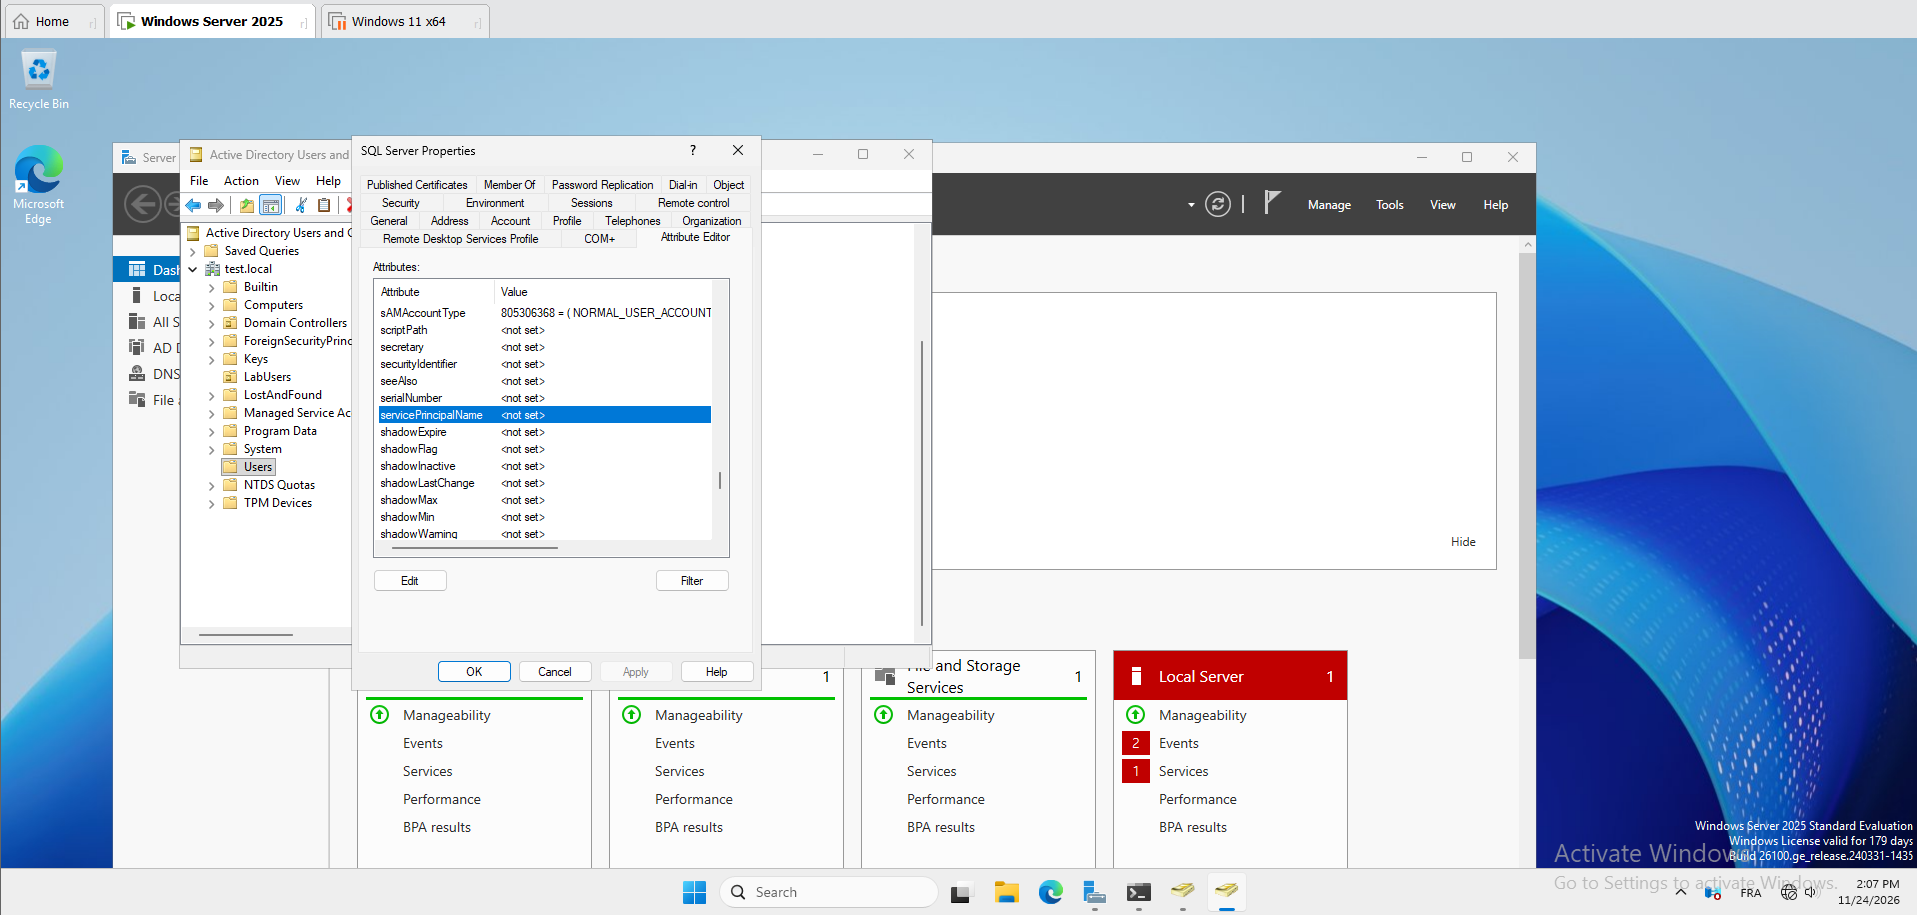 Home
Windows Server 2025
Windows 11 x64
Recycle Bin
Microsoft
Edge
Server
Active Directory Users and
File Action View Help
Active Directory Users and C
Saved Queries
test.local
Builtin
Computers
Domain Controllers
ForeignSecurityPrinc
Keys
LabUsers
LostAndFound
Managed Service Ac
Program Data
System
Users
NTDS Quotas
TPM Devices
Dash
Loca
All S
AD D
DNS
File a
SQL Server Properties
?
Published Certificates Member Of Password Replication Dial-in Object
Security Environment Sessions Remote control
General Address Account Profile Telephones Organization
Remote Desktop Services Profile COM+ Attribute Editor
Attributes:
Attribute Value
sAMAccountType 805306368 = ( NORMAL_USER_ACCOUNT
scriptPath <not set>
secretary <not set>
securityIdentifier <not set>
seeAlso <not set>
serialNumber <not set>
servicePrincipalName <not set>
shadowExpire <not set>
shadowFlag <not set>
shadowInactive <not set>
shadowLastChange <not set>
shadowMax <not set>
shadowMin <not set>
shadowWarning <not set>
Edit Filter
OK Cancel Apply Help
Manage Tools View Help
Hide
1
File and Storage
Services
1
Local Server 1
Manageability
Events
Services
Performance
BPA results
Manageability
Events
Services
Performance
BPA results
Manageability
Events
Services
Performance
BPA results
Manageability
2 Events
1 Services
Performance
BPA results
Windows Server 2025 Standard Evaluation
Windows License valid for 179 days
Build 26100.ge_release.240331-1435
Activate Windows
Go to Settings to activate Windows.
Search
FRA
2:07 PM
11/24/2026